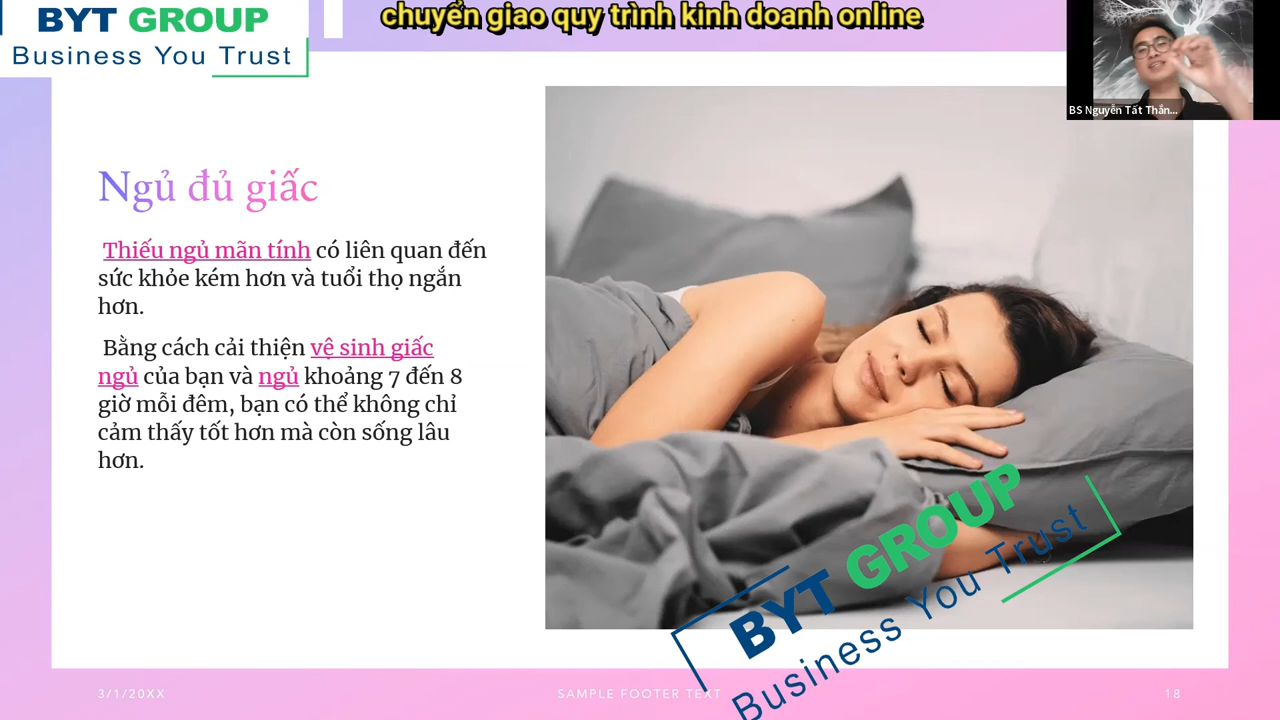 BYT GROUP
Business You Trust
chuyển giao quy trình kinh doanh online
BS Nguyễn Tất Thắn...
Ngủ đủ giấc
Thiếu ngủ mãn tính có liên quan đến
sức khỏe kém hơn và tuổi thọ ngắn
hơn.
Bằng cách cải thiện vệ sinh giấc
ngủ của bạn và ngủ khoảng 7 đến 8
giờ mỗi đêm, bạn có thể không chỉ
cảm thấy tốt hơn mà còn sống lâu
hơn.
BYT GROUP
Business You Trust
3/1/20XX
SAMPLE FOOTER TEXT
18